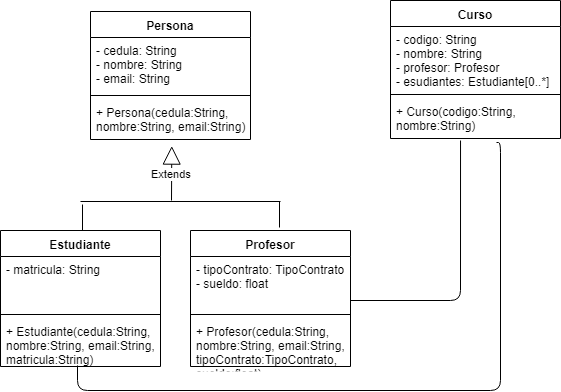 Persona
- cedula: String
- nombre: String
- email: String
+ Persona(cedula:String,
nombre:String, email:String)
Curso
- codigo: String
- nombre: String
- profesor: Profesor
- esudiantes: Estudiante[0..*]
+ Curso(codigo:String,
nombre:String)
Extends
Estudiante
- matricula: String
+ Estudiante(cedula:String,
nombre:String, email:String,
matricula:String)
Profesor
- tipoContrato: TipoContrato
- sueldo: float
+ Profesor(cedula:String,
nombre:String, email:String,
tipoContrato:TipoContrato,